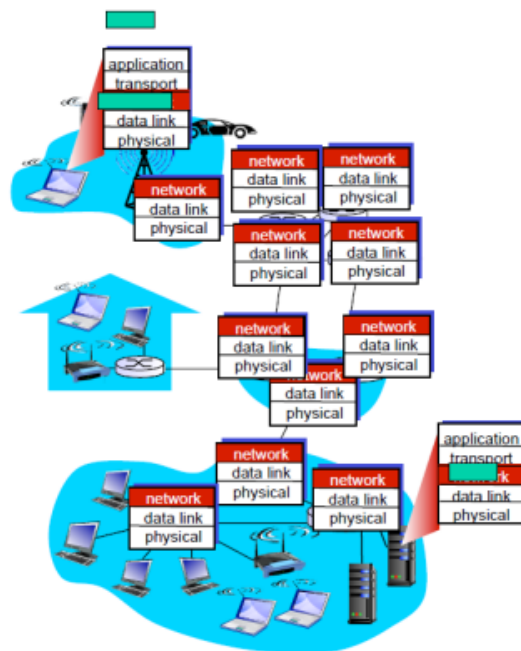 application
transport
data link
physical
network
data link
physical
network
data link
physical
network
data link
physical
network
data link
physical
network
data link
physical
network
data link
physical
network
data link
physical
network
data link
physical
application
transport
data link
physical
network
data link
physical
network
data link
physical
network
data link
physical